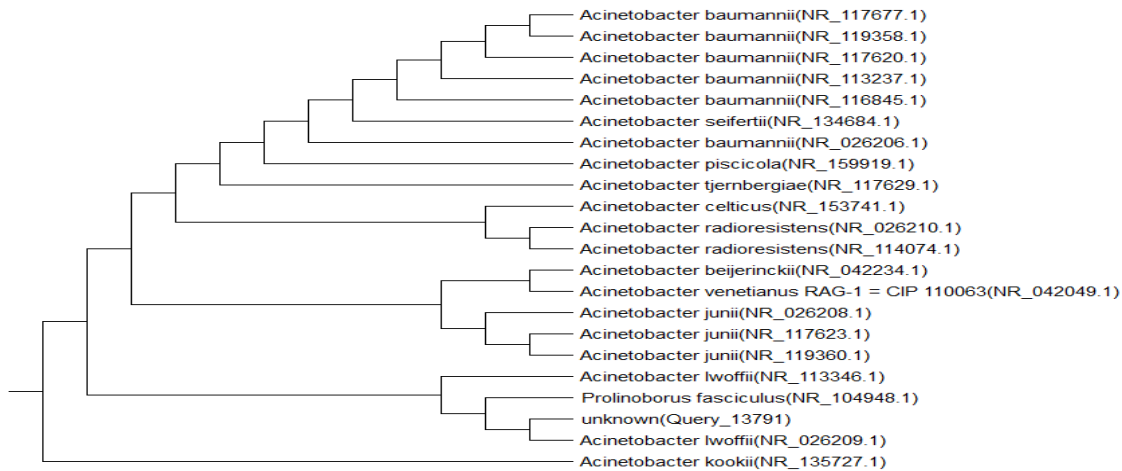 Acinetobacter baumannii(NR_117677.1)
Acinetobacter baumannii(NR_119358.1)
Acinetobacter baumannii(NR_117620.1)
Acinetobacter baumannii(NR_113237.1)
Acinetobacter baumannii(NR_116845.1)
Acinetobacter seifertii(NR_134684.1)
Acinetobacter baumannii(NR_026206.1)
Acinetobacter piscicola(NR_159919.1)
Acinetobacter tjernbergiae(NR_117629.1)
Acinetobacter celticus(NR_153741.1)
Acinetobacter radioresistens(NR_026210.1)
Acinetobacter radioresistens(NR_114074.1)
Acinetobacter beijerinckii(NR_042234.1)
Acinetobacter venetianus RAG-1 = CIP 110063(NR_042049.1)
Acinetobacter junii(NR_026208.1)
Acinetobacter junii(NR_117623.1)
Acinetobacter junii(NR_119360.1)
Acinetobacter lwoffii(NR_113346.1)
Prolinoborus fasciculus(NR_104948.1)
unknown(Query_13791)
Acinetobacter lwoffii(NR_026209.1)
Acinetobacter kookii(NR_135727.1)